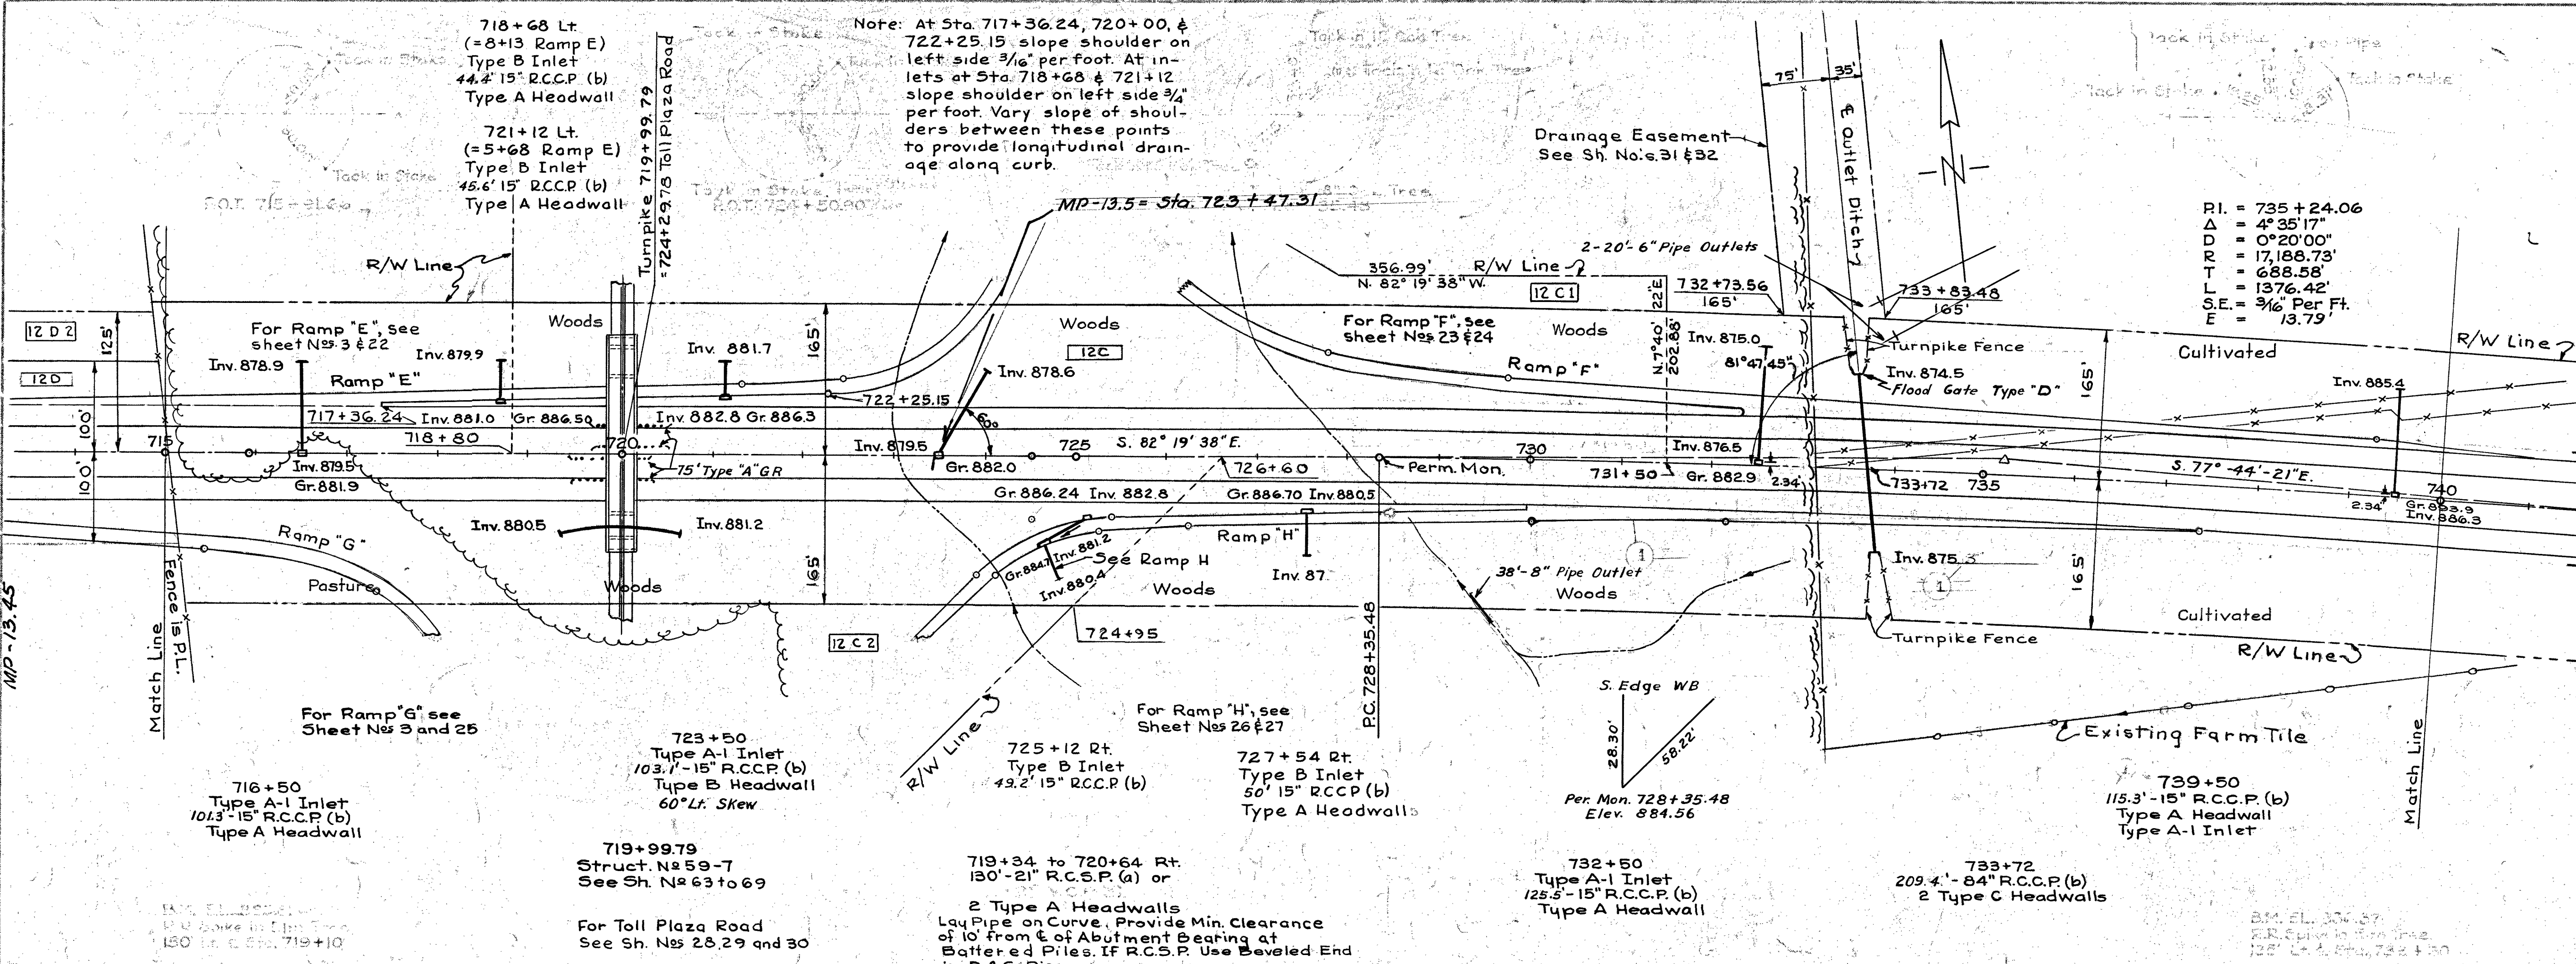 718+68 Lt.
(=8+13 Ramp E)
Type B Inlet
44.4' 15" R.C.C.P. (b)
Type A Headwall
721+12 Lt.
(=5+68 Ramp E)
Type B Inlet
45.6' 15" R.C.C.P. (b)
Type A Headwall
Turnpike 719+99.79
=724+29.78 Toll Plaza Road
Note: At Sta. 717+36.24, 720+00, &
722+25.15 slope shoulder on
left side 3/16" per foot. At in-
lets at Sta. 718+68 & 721+12
slope shoulder on left side 3/4"
per foot. Vary slope of shoul-
ders between these points
to provide longitudinal drain-
age along curb.
MP-13.5 = Sta. 723+47.31
Tack in Stake
Tack in Stake
Tack in Stake
Drainage Easement
See Sh. No's. 31 & 32
75'
35'
℄ Outlet Ditch
N
P.I. = 735+24.06
Δ = 4°35'17"
D = 0°20'00"
R = 17,188.73'
T = 688.58'
L = 1376.42'
S.E. = 3/16" Per Ft.
E = 13.79'
2-20'-6" Pipe Outlets
R/W Line
356.99'
R/W Line
N. 82° 19' 38" W.
12 C1
22"E
N.7°40'
202.88'
732+73.56
165'
733+83.48
165'
12 D 2
125'
For Ramp "E", see
sheet Nos. 3 & 22
Woods
165'
Woods
For Ramp "F", see
sheet Nos. 23 & 24
Woods
Inv. 875.0
Turnpike Fence
Cultivated
R/W Line
12D
Inv. 878.9
Inv. 879.9
Inv. 881.7
12C
Ramp "E"
Inv. 878.6
Ramp "F"
81°47'45"
Inv. 874.5
Flood Gate Type "D"
165'
Inv. 885.4
100'
717+36.24
Inv. 881.0
Gr. 886.50
Inv. 882.8 Gr. 886.3
722+25.15
60°
715
718+80
720
Inv. 879.5
725
S. 82° 19' 38" E.
730
Inv. 876.5
Inv. 879.5
Gr. 881.9
75' Type "A" GR
Gr. 882.0
726+60
Perm. Mon.
731+50
Gr. 882.9
2.34'
733+72
735
S. 77°-44'-21" E.
740
100'
Gr. 886.24 Inv. 882.8
Gr. 886.70 Inv. 880.5
2.34'
Gr. 883.9
Inv. 886.3
Inv. 880.5
Inv. 881.2
Ramp "G"
Ramp "H"
Inv. 881.2
Gr. 884.7
See Ramp H
Inv. 880.4
1
Inv. 875.3
1
165'
165'
Pasture
Woods
Woods
Inv. 87
38'-8" Pipe Outlet
Woods
Cultivated
MP-13.45
Match Line
Fence is P.L.
12 C 2
724+95
P.C. 728+35.48
Turnpike Fence
R/W Line
For Ramp "G" see
Sheet Nos 3 and 25
R/W Line
For Ramp "H", see
Sheet Nos 26 & 27
S. Edge WB
28.30'
58.22'
Per. Mon. 728+35.48
Elev. 884.56
Existing Farm Tile
Match Line
716+50
Type A-1 Inlet
101.3'-15" R.C.C.P. (b)
Type A Headwall
723+50
Type A-1 Inlet
103.1'-15" R.C.C.P. (b)
Type B Headwall
60° Lt. Skew
725+12 Rt.
Type B Inlet
49.2' 15" R.C.C.P. (b)
727+54 Rt.
Type B Inlet
50' 15" R.C.C.P (b)
Type A Headwalls
739+50
115.3'-15" R.C.C.P. (b)
Type A Headwall
Type A-1 Inlet
719+99.79
Struct. No 59-7
See Sh. No 63 to 69
719+34 to 720+64 Rt.
130'-21" R.C.S.P. (a) or
2 Type A Headwalls
Lay Pipe on Curve. Provide Min. Clearance
of 10' from ℄ of Abutment Bearing at
Battered Piles. If R.C.S.P. Use Beveled End
732+50
Type A-1 Inlet
125.5'-15" R.C.C.P. (b)
Type A Headwall
733+72
209.4'-84" R.C.C.P. (b)
2 Type C Headwalls
For Toll Plaza Road
See Sh. Nos 28, 29 and 30